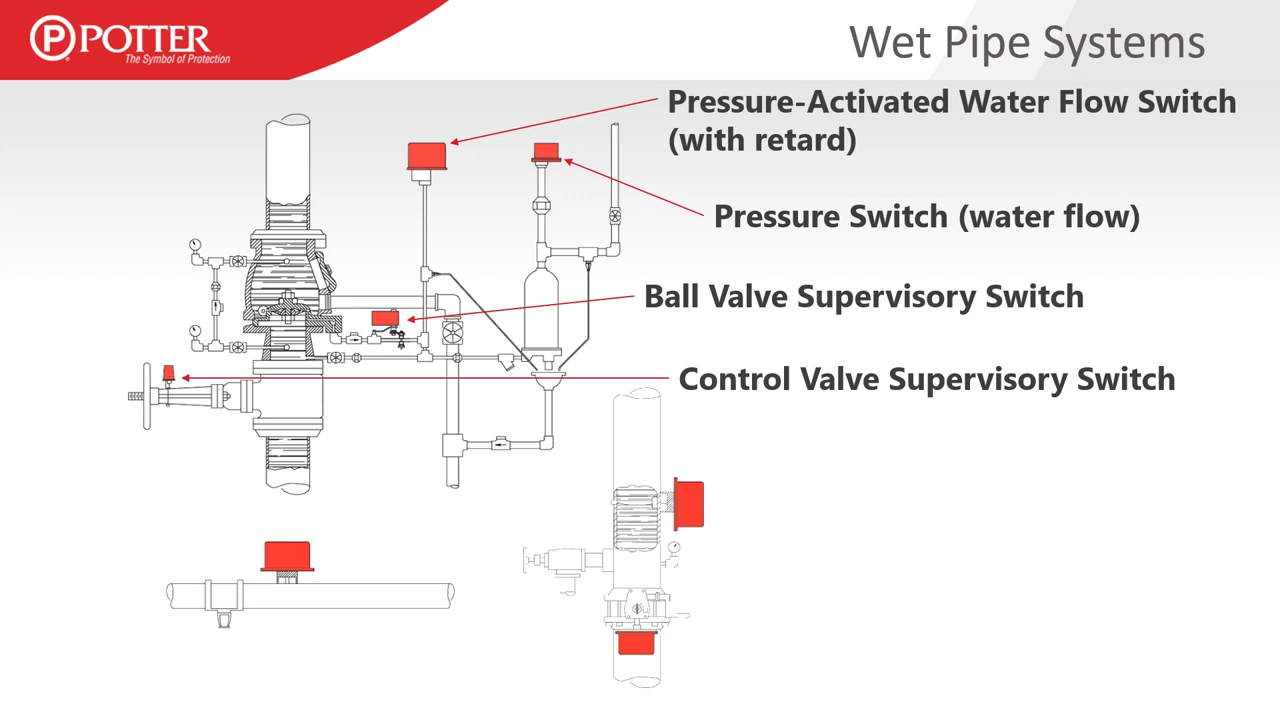 POTTER
The Symbol of Protection
Wet Pipe Systems
Pressure-Activated Water Flow Switch
(with retard)
Pressure Switch (water flow)
Ball Valve Supervisory Switch
Control Valve Supervisory Switch